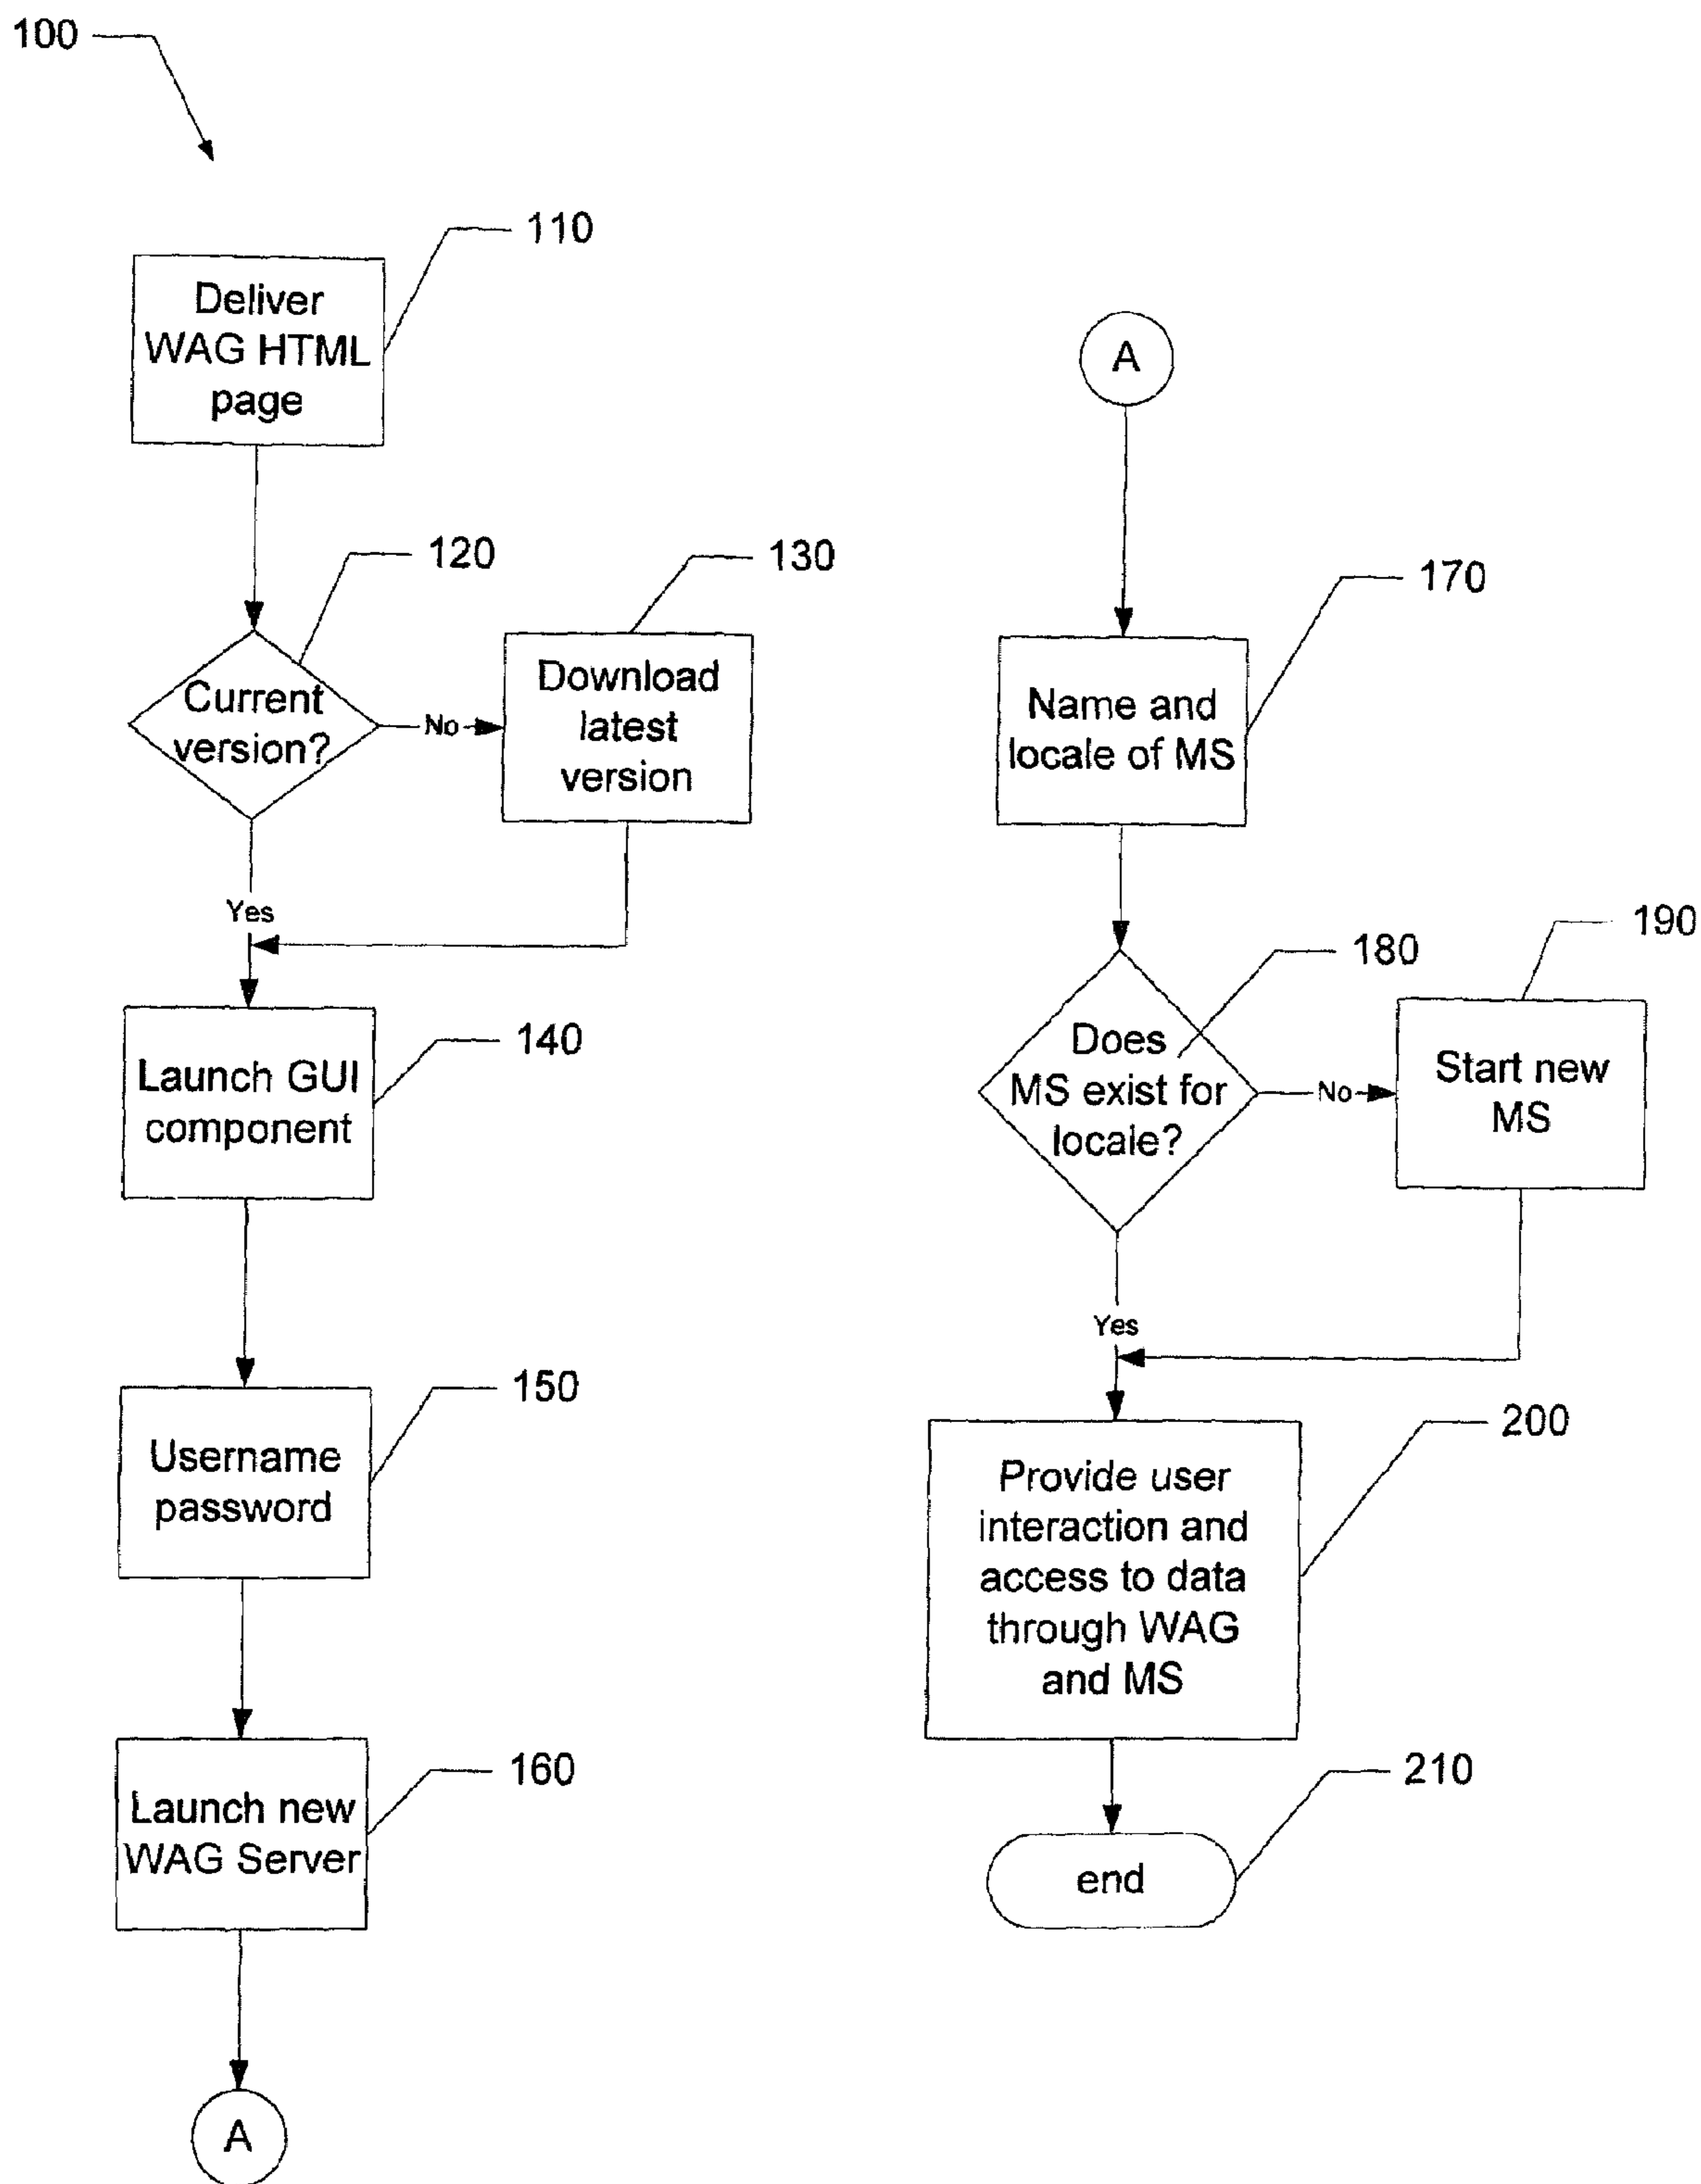 100
110
Deliver
WAG HTML
page
120
Current
version?
No
130
Download
latest
version
Yes
140
Launch GUI
component
150
Username
password
160
Launch new
WAG Server
A
A
170
Name and
locale of MS
180
Does
MS exist for
locale?
No
190
Start new
MS
Yes
200
Provide user
interaction and
access to data
through WAG
and MS
210
end